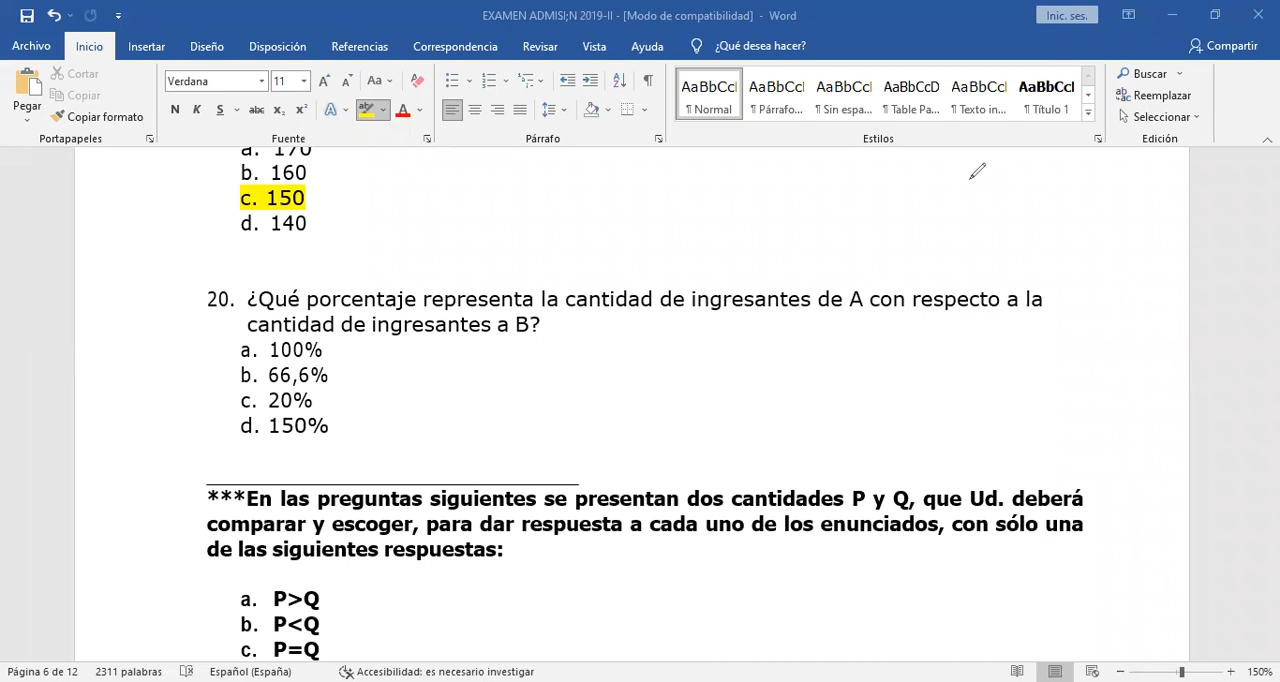 EXAMEN ADMISI;N 2019-II - [Modo de compatibilidad] - Word
Inic. ses.
Archivo Inicio Insertar Diseño Disposición Referencias Correspondencia Revisar Vista Ayuda ¿Qué desea hacer? Compartir
Pegar
Cortar
Copiar
Copiar formato
Portapapeles
Verdana 11
Aa
N K S abc x₂ x² A A
Fuente
Párrafo
AaBbCcI AaBbCcI AaBbCcI AaBbCcD AaBbCcI AaBbCcI
¶ Normal ¶ Párrafo... ¶ Sin espa... ¶ Table Pa... ¶ Texto in... ¶ Título 1
Estilos
Buscar
Reemplazar
Seleccionar
Edición
a. 170
b. 160
c. 150
d. 140
20. ¿Qué porcentaje representa la cantidad de ingresantes de A con respecto a la
cantidad de ingresantes a B?
a. 100%
b. 66,6%
c. 20%
d. 150%
***En las preguntas siguientes se presentan dos cantidades P y Q, que Ud. deberá
comparar y escoger, para dar respuesta a cada uno de los enunciados, con sólo una
de las siguientes respuestas:
a. P>Q
b. P<Q
c. P=Q
Página 6 de 12 2311 palabras Español (España) Accesibilidad: es necesario investigar 150%